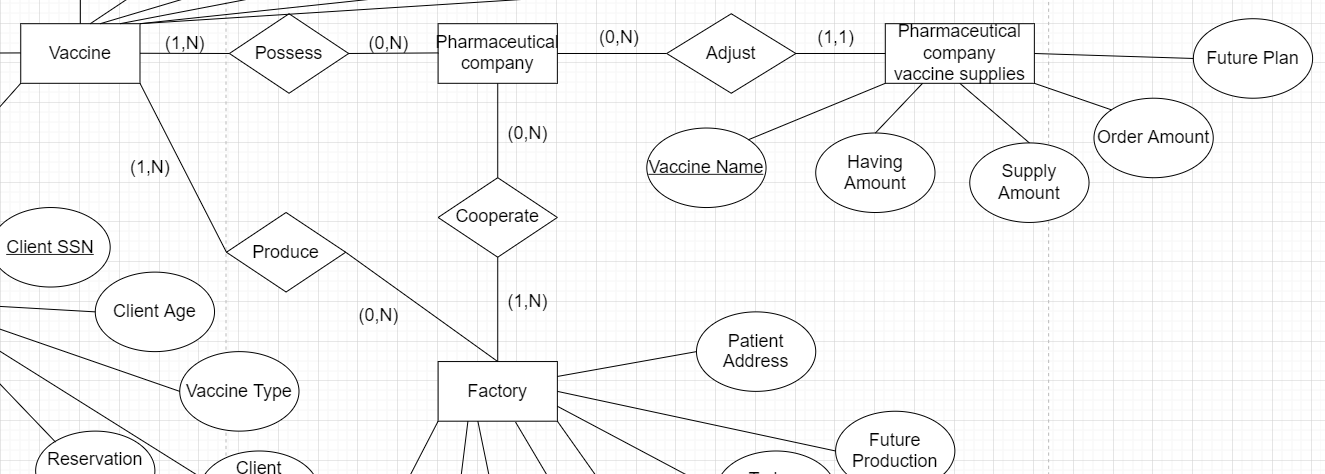 Vaccine
(1,N)
Possess
(0,N)
Pharmaceutical
company
(0,N)
Adjust
(1,1)
Pharmaceutical
company
vaccine supplies
Future Plan
(0,N)
(1,N)
Vaccine Name
Having
Amount
Supply
Amount
Order Amount
Cooperate
Produce
Client SSN
Client Age
(0,N)
(1,N)
Vaccine Type
Factory
Patient
Address
Future
Production
Reservation
Client